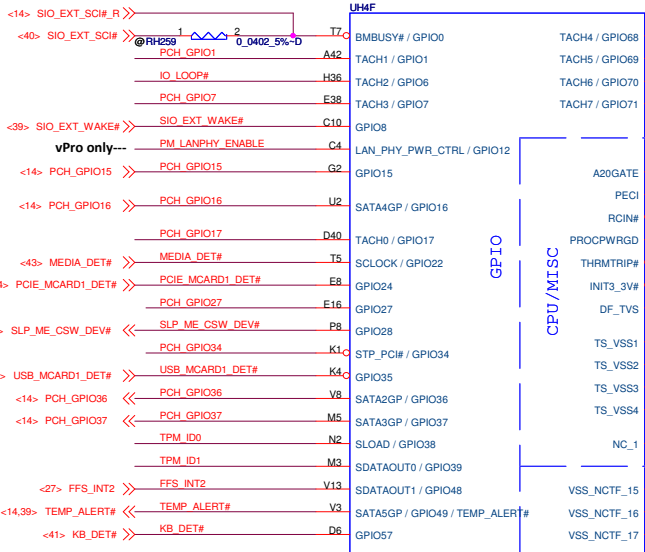 UH4F
<14> SIO_EXT_SCI#_R
<40> SIO_EXT_SCI# 1 2 T7 BMBUSY# / GPIO0 TACH4 / GPIO68
@RH259 0_0402_5%~D
PCH_GPIO1 A42 TACH1 / GPIO1 TACH5 / GPIO69
IO_LOOP# H36 TACH2 / GPIO6 TACH6 / GPIO70
PCH_GPIO7 E38 TACH3 / GPIO7 TACH7 / GPIO71
<39> SIO_EXT_WAKE# SIO_EXT_WAKE# C10 GPIO8
vPro only--- PM_LANPHY_ENABLE C4 LAN_PHY_PWR_CTRL / GPIO12
<14> PCH_GPIO15 PCH_GPIO15 G2 GPIO15 A20GATE
PECI
<14> PCH_GPIO16 PCH_GPIO16 U2 SATA4GP / GPIO16
RCIN#
PCH_GPIO17 D40 TACH0 / GPIO17 PROCPWRGD
<43> MEDIA_DET# MEDIA_DET# T5 SCLOCK / GPIO22 THRMTRIP#
> PCIE_MCARD1_DET# PCIE_MCARD1_DET# E8 GPIO24 INIT3_3V#
GPIO
CPU/MISC
PCH_GPIO27 E16 GPIO27 DF_TVS
SLP_ME_CSW_DEV# SLP_ME_CSW_DEV# P8 GPIO28
TS_VSS1
PCH_GPIO34 K1 STP_PCI# / GPIO34
TS_VSS2
> USB_MCARD1_DET# USB_MCARD1_DET# K4 GPIO35
TS_VSS3
<14> PCH_GPIO36 PCH_GPIO36 V8 SATA2GP / GPIO36
TS_VSS4
<14> PCH_GPIO37 PCH_GPIO37 M5 SATA3GP / GPIO37
TPM_ID0 N2 SLOAD / GPIO38 NC_1
TPM_ID1 M3 SDATAOUT0 / GPIO39
<27> FFS_INT2 FFS_INT2 V13 SDATAOUT1 / GPIO48 VSS_NCTF_15
<14,39> TEMP_ALERT# TEMP_ALERT# V3 SATA5GP / GPIO49 / TEMP_ALERT# VSS_NCTF_16
<41> KB_DET# KB_DET# D6 GPIO57 VSS_NCTF_17